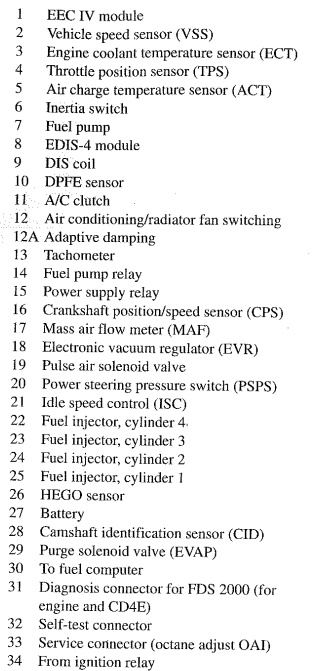 1 EEC IV module
2 Vehicle speed sensor (VSS)
3 Engine coolant temperature sensor (ECT)
4 Throttle position sensor (TPS)
5 Air charge temperature sensor (ACT)
6 Inertia switch
7 Fuel pump
8 EDIS-4 module
9 DIS coil
10 DPFE sensor
11 A/C clutch
12 Air conditioning/radiator fan switching
12A Adaptive damping
13 Tachometer
14 Fuel pump relay
15 Power supply relay
16 Crankshaft position/speed sensor (CPS)
17 Mass air flow meter (MAF)
18 Electronic vacuum regulator (EVR)
19 Pulse air solenoid valve
20 Power steering pressure switch (PSPS)
21 Idle speed control (ISC)
22 Fuel injector, cylinder 4
23 Fuel injector, cylinder 3
24 Fuel injector, cylinder 2
25 Fuel injector, cylinder 1
26 HEGO sensor
27 Battery
28 Camshaft identification sensor (CID)
29 Purge solenoid valve (EVAP)
30 To fuel computer
31 Diagnosis connector for FDS 2000 (for
engine and CD4E)
32 Self-test connector
33 Service connector (octane adjust OAI)
34 From ignition relay